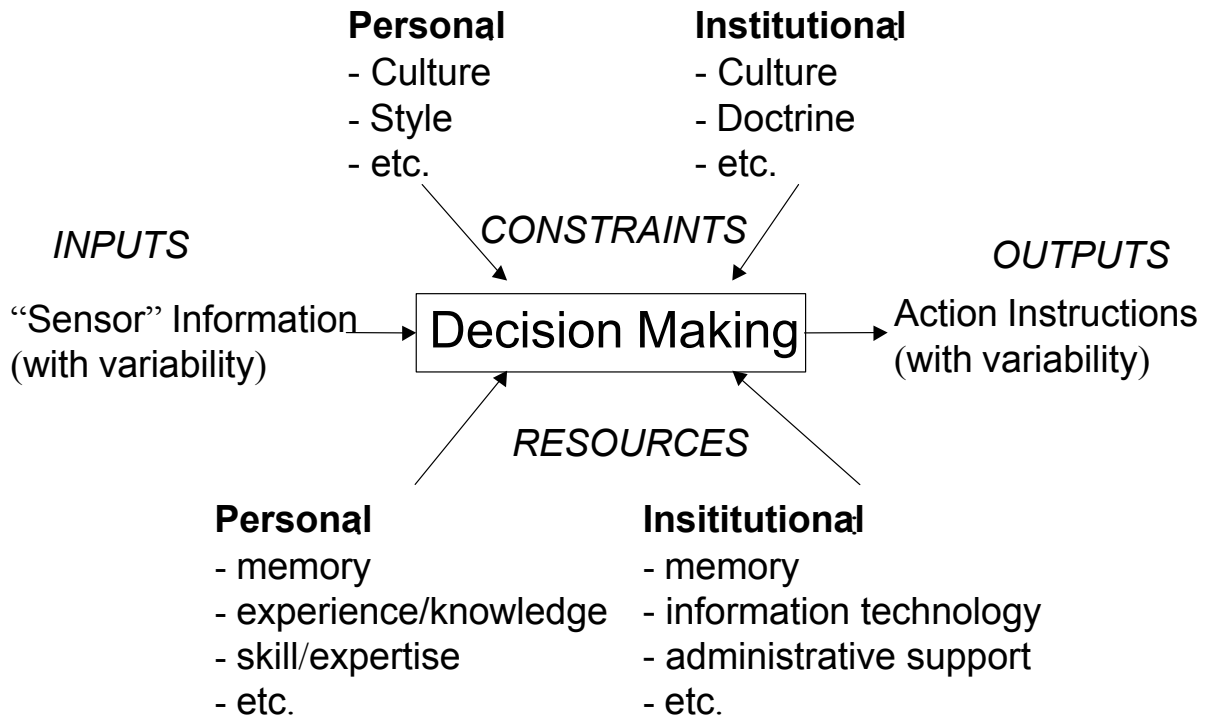 Personal:
- Culture
- Style
- etc.
Institutional:
- Culture
- Doctrine
- etc.
INPUTS
CONSTRAINTS
OUTPUTS
“Sensor” Information
(with variability)
Decision Making
Action Instructions
(with variability)
RESOURCES
Personal:
- memory
- experience/knowledge
- skill/expertise
- etc.
Insititutional:
- memory
- information technology
- administrative support
- etc.